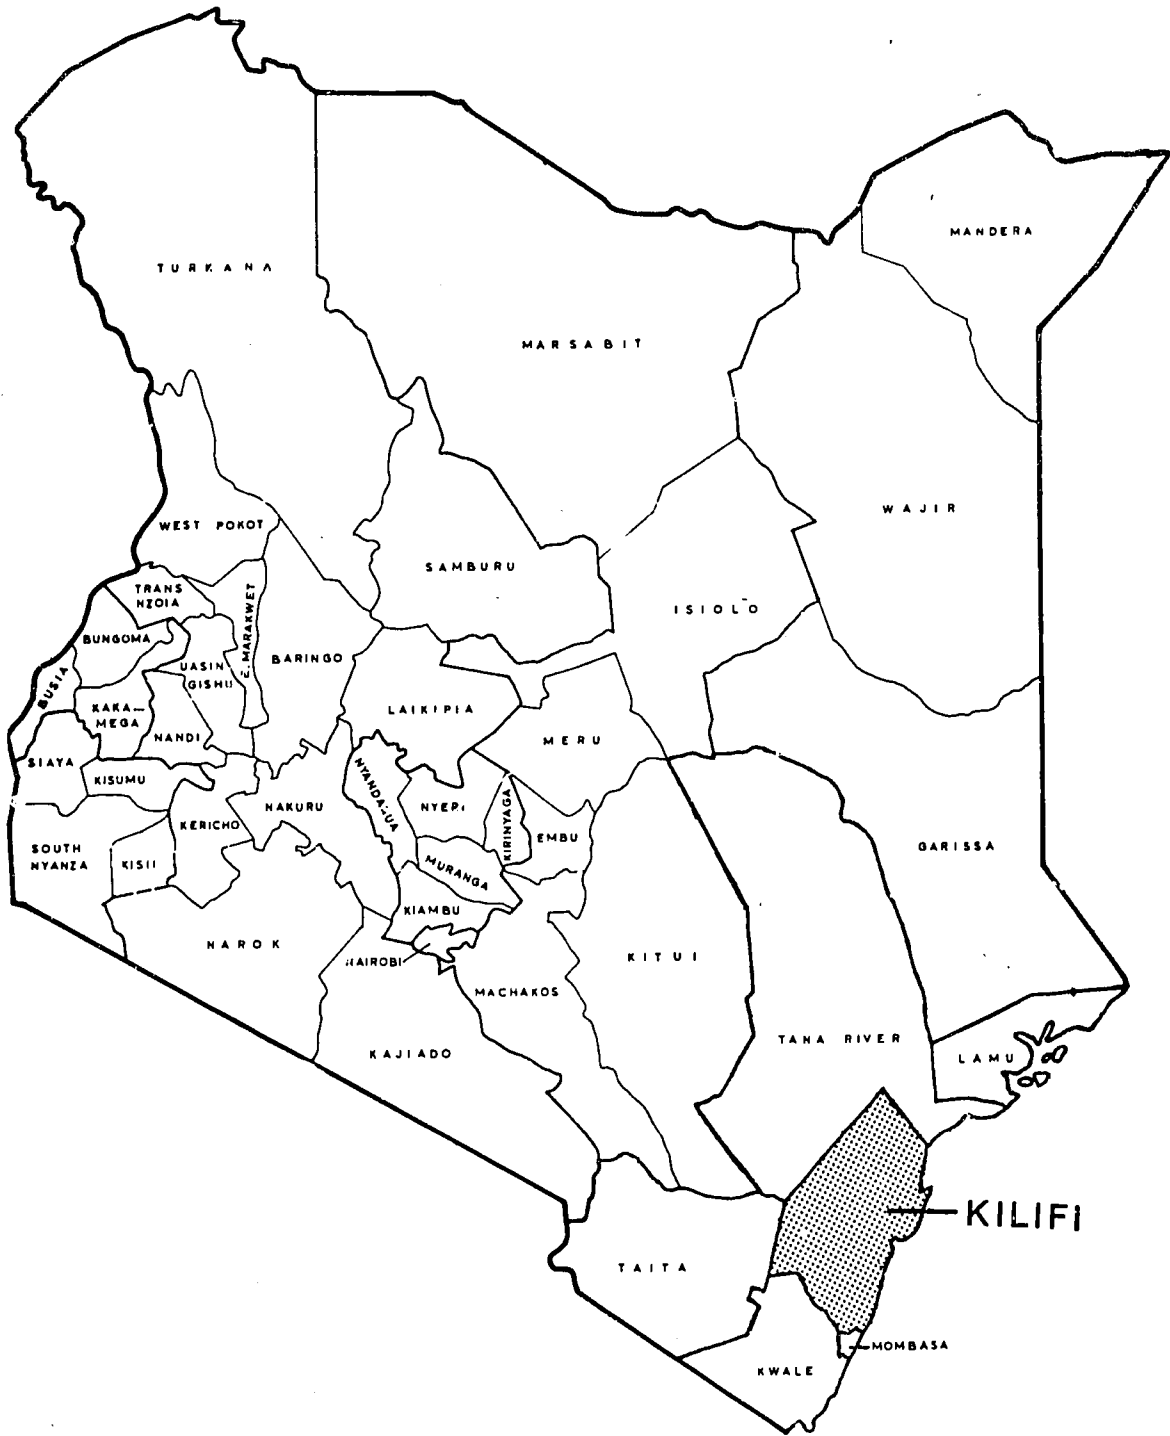 MANDERA
TURKANA
MARSABIT
WAJIR
WEST POKOT
SAMBURU
ISIOLO
TRANS
NZOIA
E. MARAKWET
BUNGOMA
BARINGO
UASIN
GISHU
BUSIA
KAKA-
MEGA
LAIKIPIA
NANDI
MERU
SIAYA
KISUMU
NYANDARUA
NAKURU
NYERI
KIRINYAGA
KERICHO
EMBU
SOUTH
NYANZA
KISII
MURANGA
GARISSA
KIAMBU
NAROK
NAIROBI
KITUI
MACHAKOS
TANA RIVER
KAJIADO
LAMU
KILIFI
TAITA
MOMBASA
KWALE